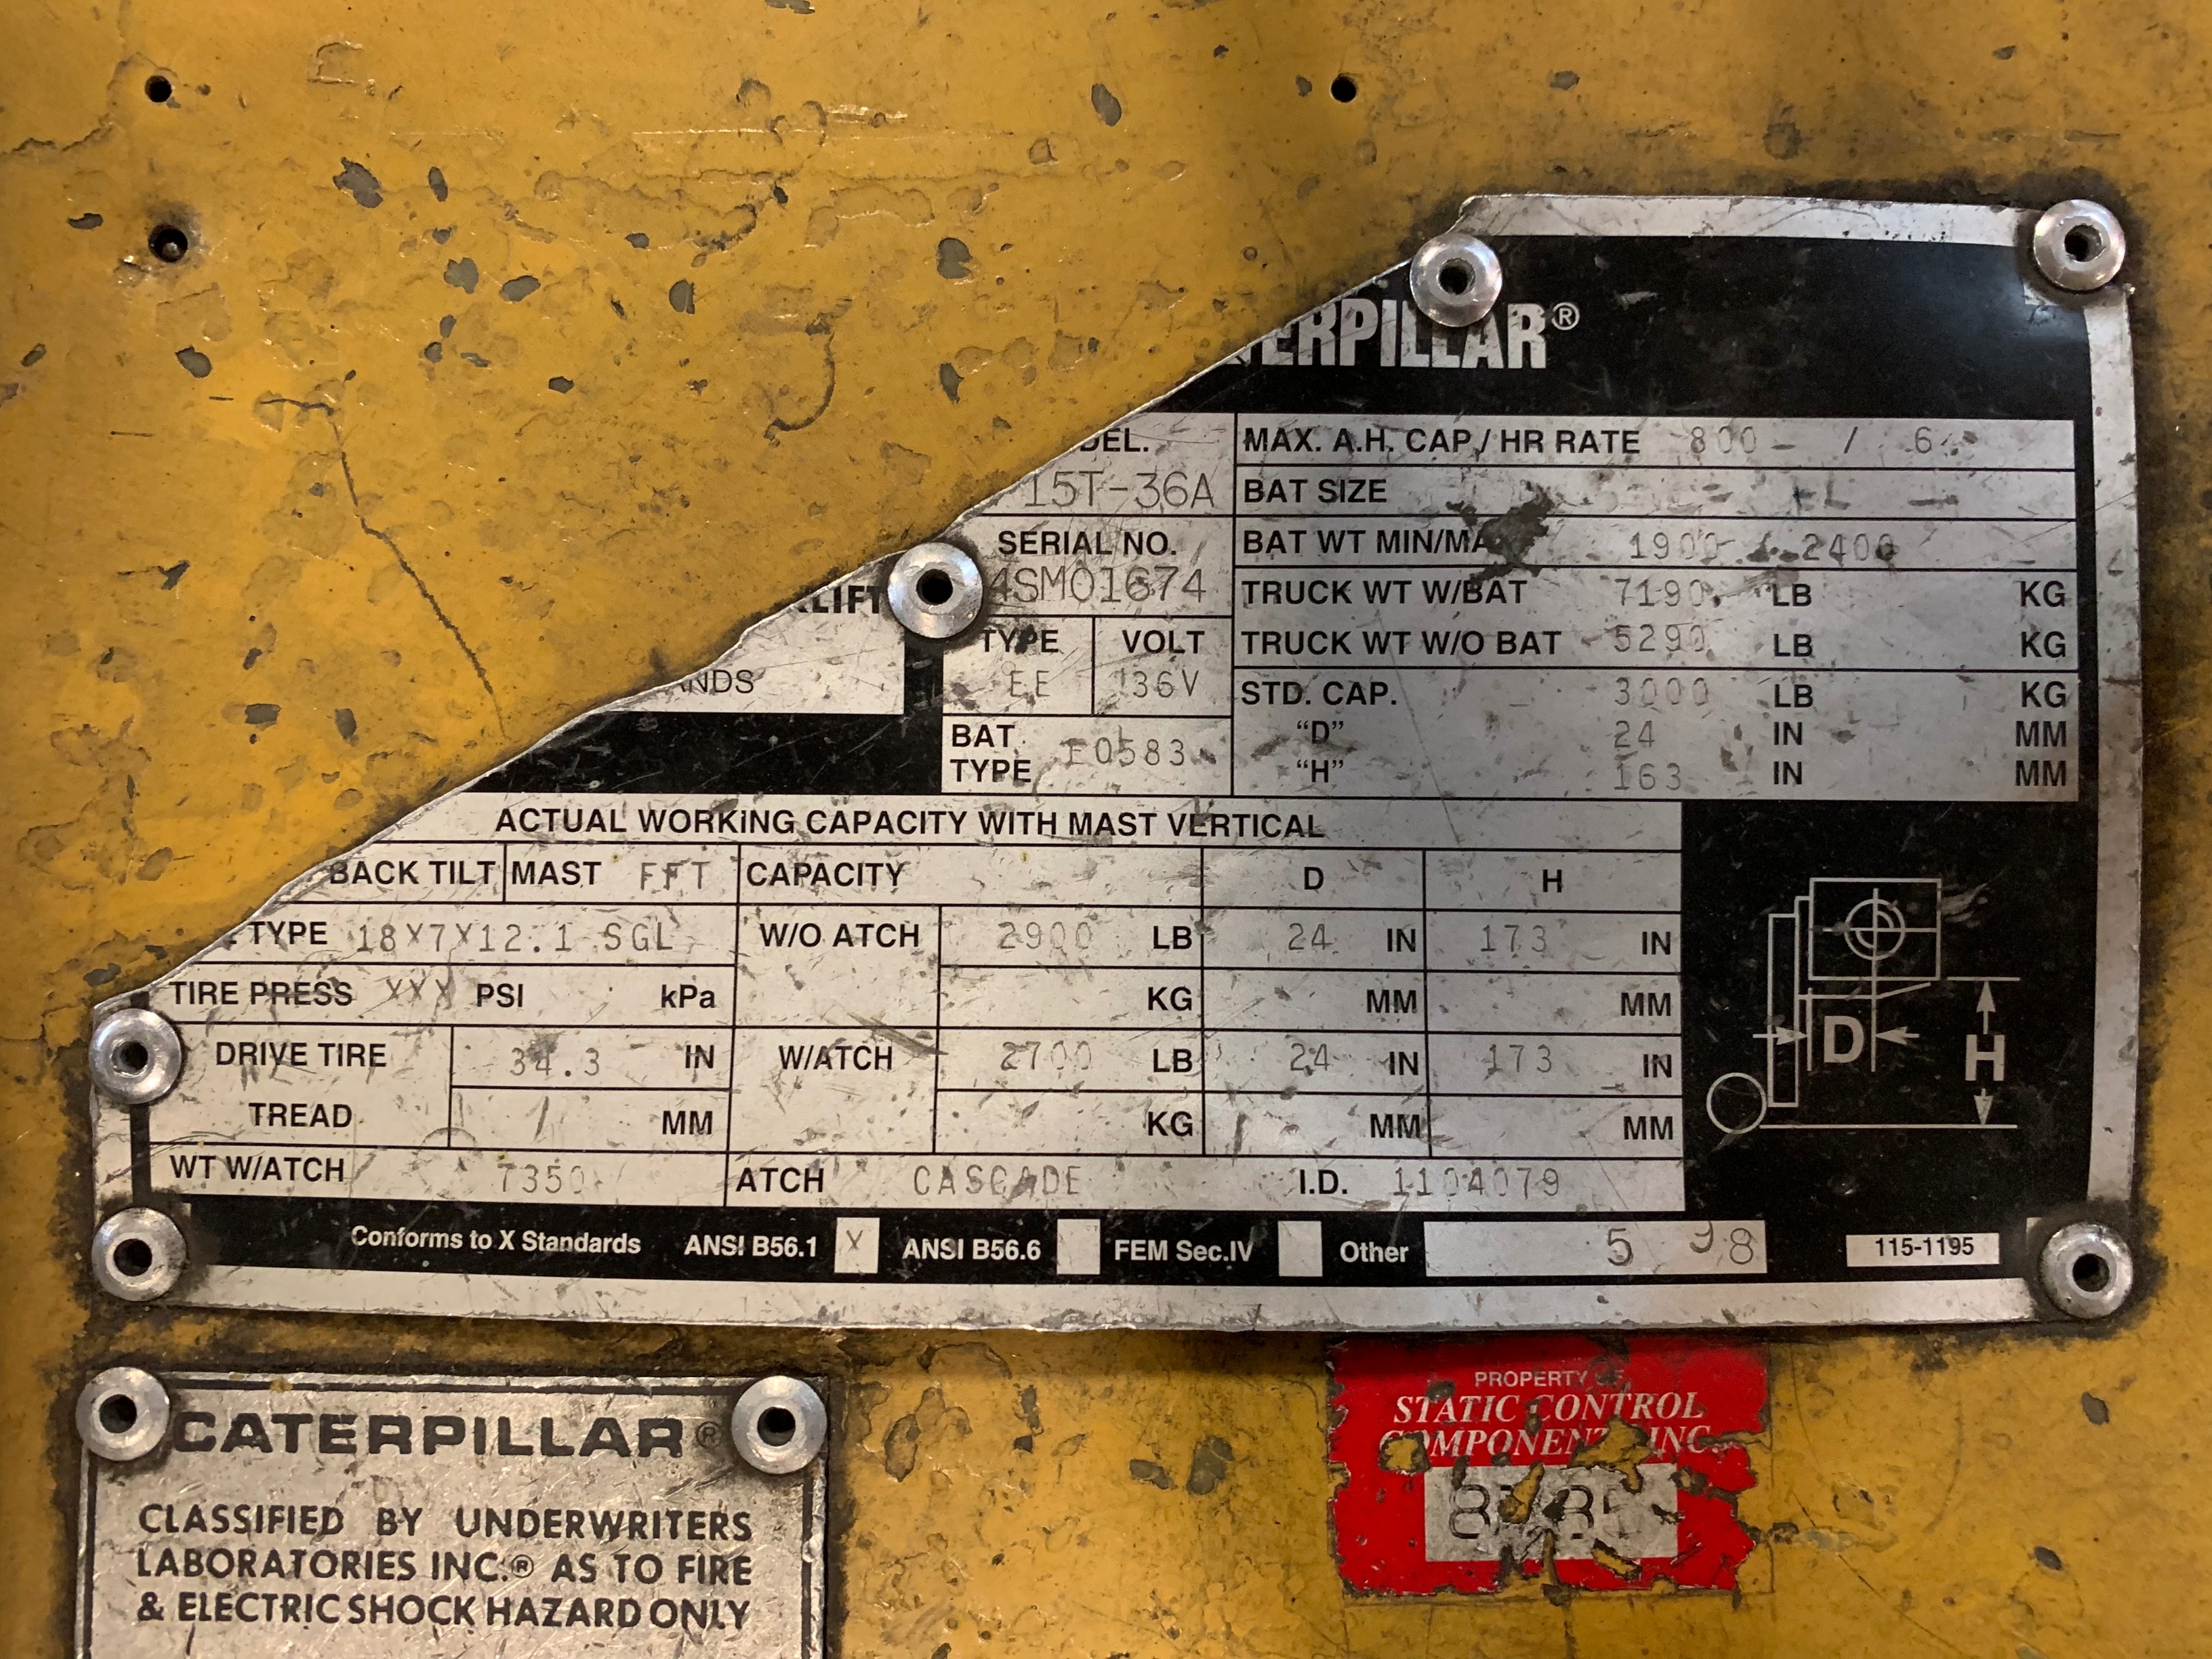 ERPILLAR®
DEL.
15T-36A
MAX. A.H. CAP./HR RATE 800 / 6
BAT SIZE
SERIAL NO.
4SM01674
BAT WT MIN/MA 1900 / 2400
TRUCK WT W/BAT 7190 LB KG
TRUCK WT W/O BAT 5290 LB KG
LIFT
ANDS
TYPE VOLT
EE 36V
STD. CAP. 3000 LB KG
"D" 24 IN MM
"H" 163 IN MM
BAT TYPE E0583
ACTUAL WORKING CAPACITY WITH MAST VERTICAL
BACK TILT MAST FFT CAPACITY D H
TYPE 18X7X12.1 SGL W/O ATCH 2900 LB 24 IN 173 IN
TIRE PRESS XXX PSI kPa KG MM MM
DRIVE TIRE 34.3 IN W/ATCH 2700 LB 24 IN 173 IN
TREAD MM KG MM MM
WT W/ATCH 7350 ATCH CASCADE I.D. 1104079
D H
Conforms to X Standards ANSI B56.1 X ANSI B56.6 FEM Sec.IV Other 5 98 115-1195
CATERPILLAR®
CLASSIFIED BY UNDERWRITERS
LABORATORIES INC.® AS TO FIRE
& ELECTRIC SHOCK HAZARD ONLY
PROPERTY OF
STATIC CONTROL
COMPONENTS, INC.